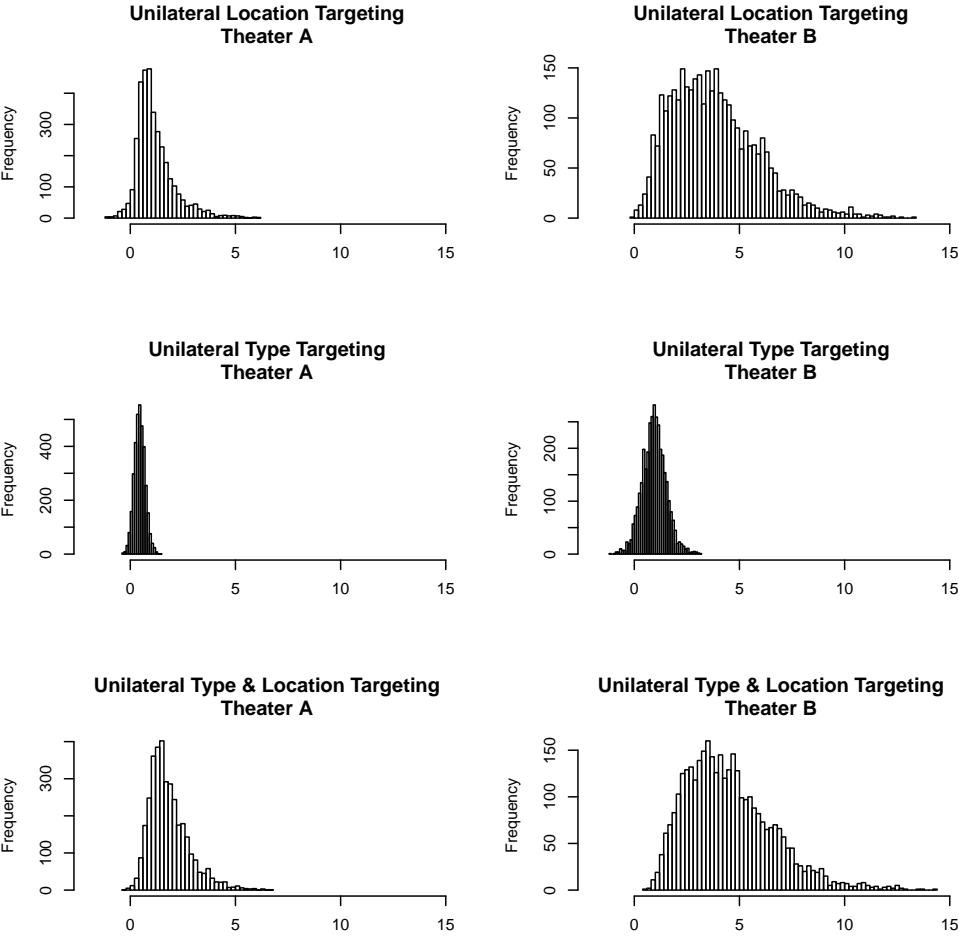 Unilateral Location Targeting
Theater A
Frequency
0
100
300
0
5
10
15
Unilateral Location Targeting
Theater B
Frequency
0
50
100
150
0
5
10
15
Unilateral Type Targeting
Theater A
Frequency
0
200
400
0
5
10
15
Unilateral Type Targeting
Theater B
Frequency
0
100
200
0
5
10
15
Unilateral Type & Location Targeting
Theater A
Frequency
0
100
300
0
5
10
15
Unilateral Type & Location Targeting
Theater B
Frequency
0
50
100
150
0
5
10
15